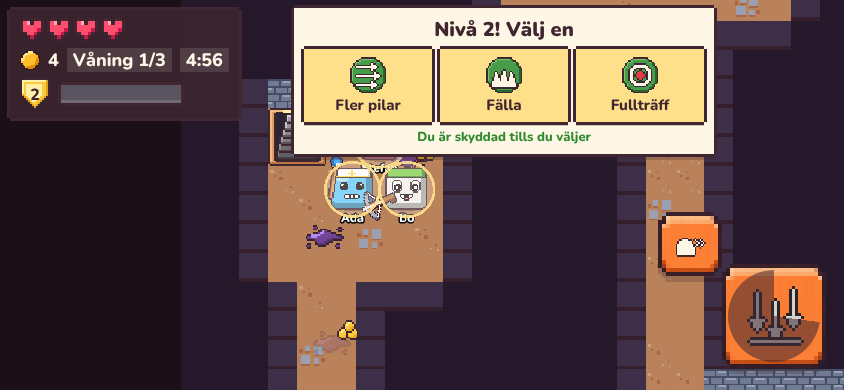 4 Våning 1/3 4:56
2
Nivå 2! Välj en
Fler pilar Fälla Fullträff
Du är skyddad tills du väljer
Ada Bo